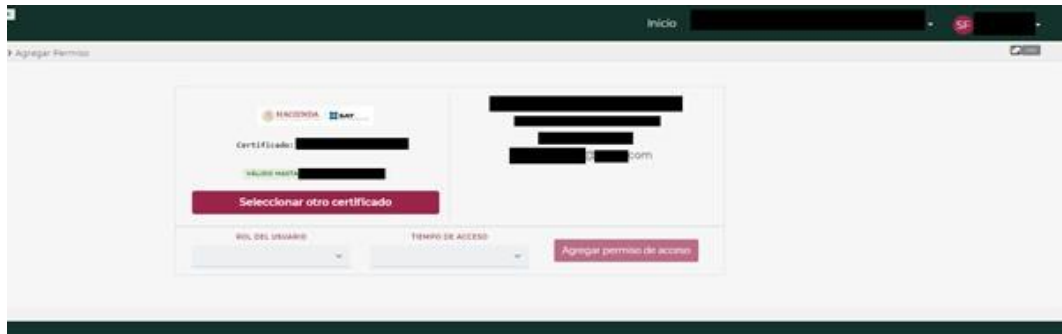 Inicio
SF
Agregar Permiso
HACIENDA SAT
Certificado:
VÁLIDO HASTA
@
.com
Seleccionar otro certificado
ROL DEL USUARIO
TIEMPO DE ACCESO
Agregar permiso de acceso